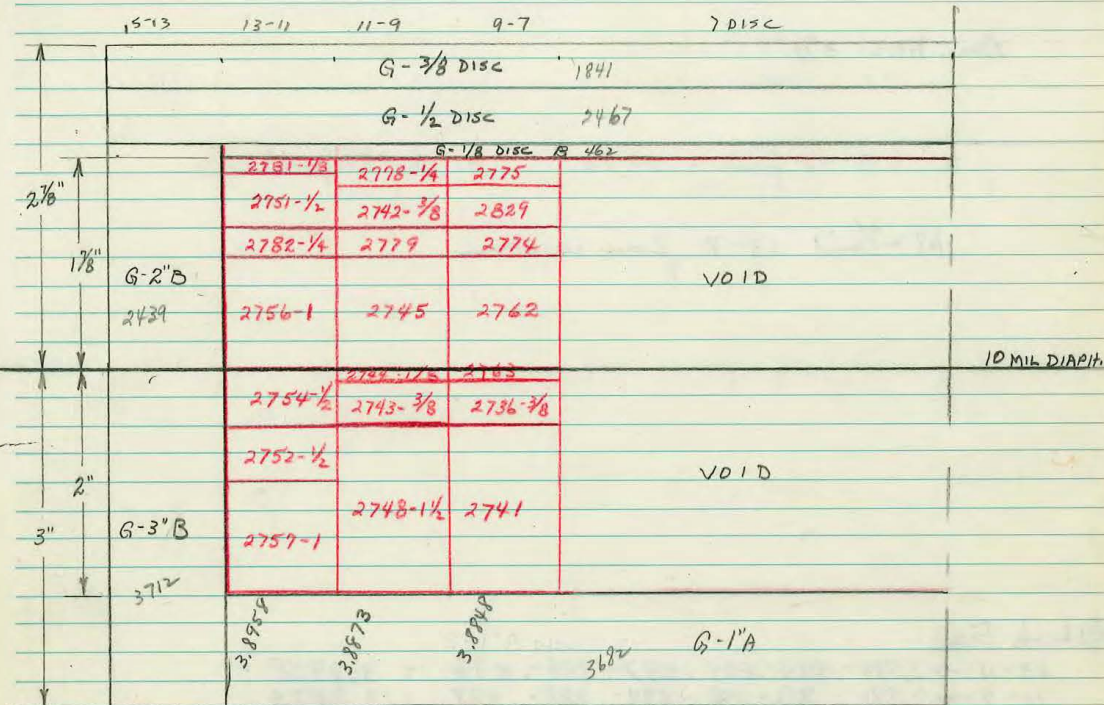 15-13 13-11 11-9 9-7 7 DISC
G-3/8 DISC 1841
G-1/2 DISC 2467
G-1/8 DISC B 462
2781-1/8 2778-1/4 2775
2751-1/2 2742-3/8 2829
2782-1/4 2779 2774
2 7/8"
1 7/8"
G-2"B
2439
VOID
2756-1 2745 2762
10 MIL DIAPH.
2744-1/8 2763
2754-1/2 2743-3/8 2736-3/8
2752-1/2
VOID
2"
2748-1 1/2 2741
3"
G-3"B
2757-1
3712
3.8958 3.8873 3.8848
3682 G-1"A